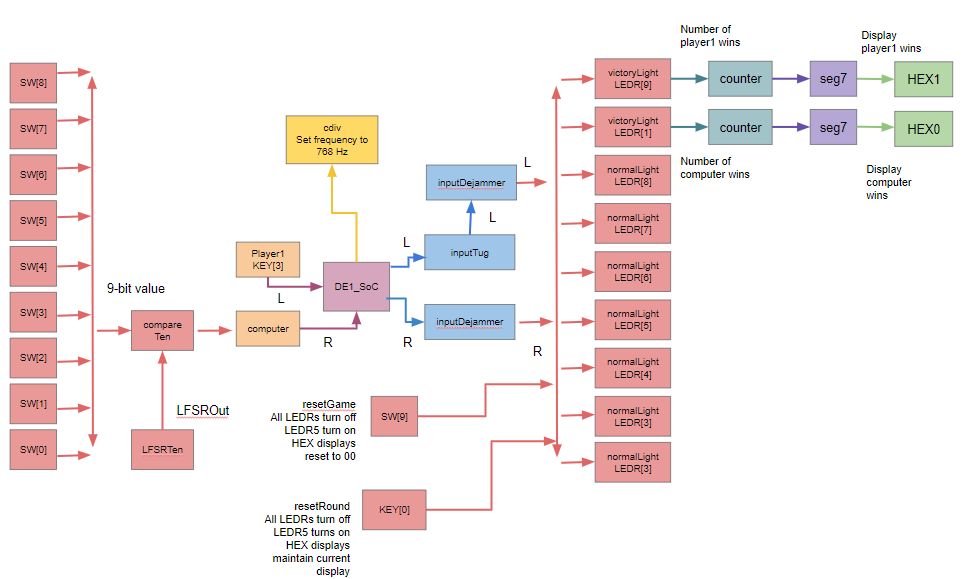 SW[8]
SW[7]
SW[6]
SW[5]
SW[4]
SW[3]
SW[2]
SW[1]
SW[0]
9-bit value
compare
Ten
LFSROut
LFSRTen
cdiv
Set frequency to
768 Hz
Player1
KEY[3]
L
computer
R
DE1_SoC
L
R
inputDejammer
L
L
inputTug
inputDejammer
R
resetGame
All LEDRs turn off
LEDR5 turn on
HEX displays
reset to 00
SW[9]
resetRound
All LEDRs turn off
LEDR5 turns on
HEX displays
maintain current
display
KEY[0]
victoryLight
LEDR[9]
victoryLight
LEDR[1]
normalLight
LEDR[8]
normalLight
LEDR[7]
normalLight
LEDR[6]
normalLight
LEDR[5]
normalLight
LEDR[4]
normalLight
LEDR[3]
normalLight
LEDR[3]
Number of
player1 wins
counter
seg7
Display
player1 wins
HEX1
counter
seg7
HEX0
Number of
computer wins
Display
computer
wins